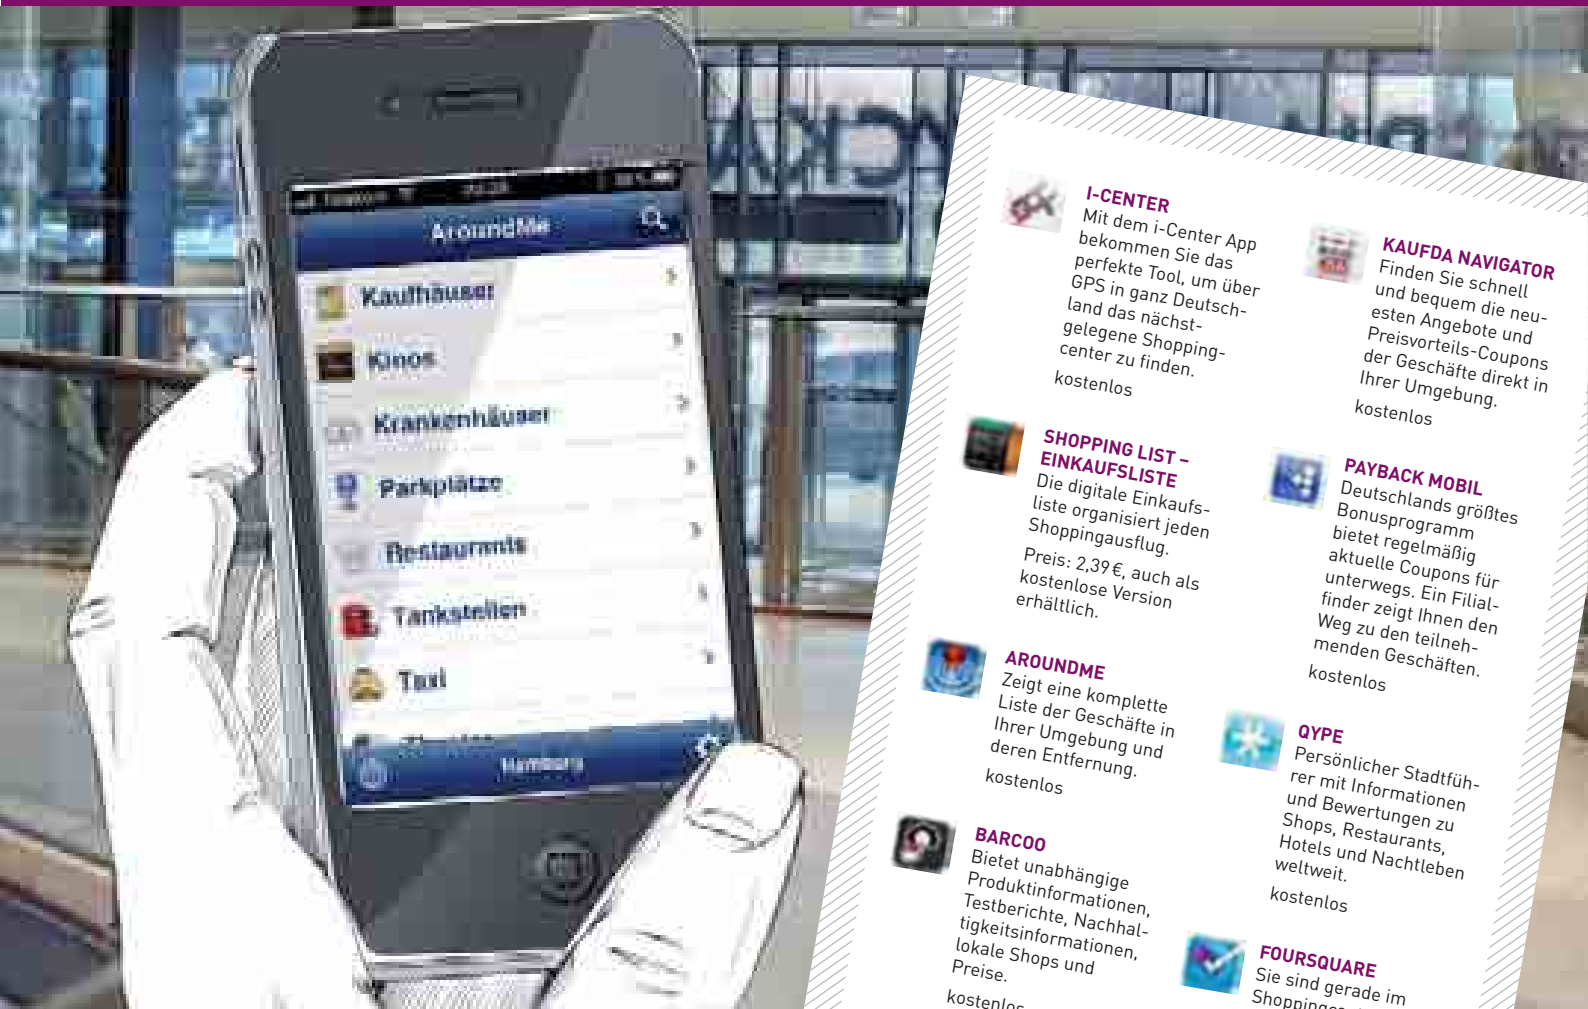 AroundMe
Kaufhäuser
Kinos
Krankenhäuser
Parkplätze
Restaurants
Tankstellen
Taxi
Hamburg
I-CENTER
Mit dem i-Center App
bekommen Sie das
perfekte Tool, um über
GPS in ganz Deutsch-
land das nächst-
gelegene Shopping-
center zu finden.
kostenlos
SHOPPING LIST –
EINKAUFSLISTE
Die digitale Einkaufs-
liste organisiert jeden
Shoppingausflug.
Preis: 2,39 €, auch als
kostenlose Version
erhältlich.
AROUNDME
Zeigt eine komplette
Liste der Geschäfte in
Ihrer Umgebung und
deren Entfernung.
kostenlos
BARCOO
Bietet unabhängige
Produktinformationen,
Testberichte, Nachhal-
tigkeitsinformationen,
lokale Shops und
Preise.
kostenlos
KAUFDA NAVIGATOR
Finden Sie schnell
und bequem die neu-
esten Angebote und
Preisvorteils-Coupons
der Geschäfte direkt in
Ihrer Umgebung.
kostenlos
PAYBACK MOBIL
Deutschlands größtes
Bonusprogramm
bietet regelmäßig
aktuelle Coupons für
unterwegs. Ein Filial-
finder zeigt Ihnen den
Weg zu den teilneh-
menden Geschäften.
kostenlos
QYPE
Persönlicher Stadtfüh-
rer mit Informationen
und Bewertungen zu
Shops, Restaurants,
Hotels und Nachtleben
weltweit.
kostenlos
FOURSQUARE
Sie sind gerade im